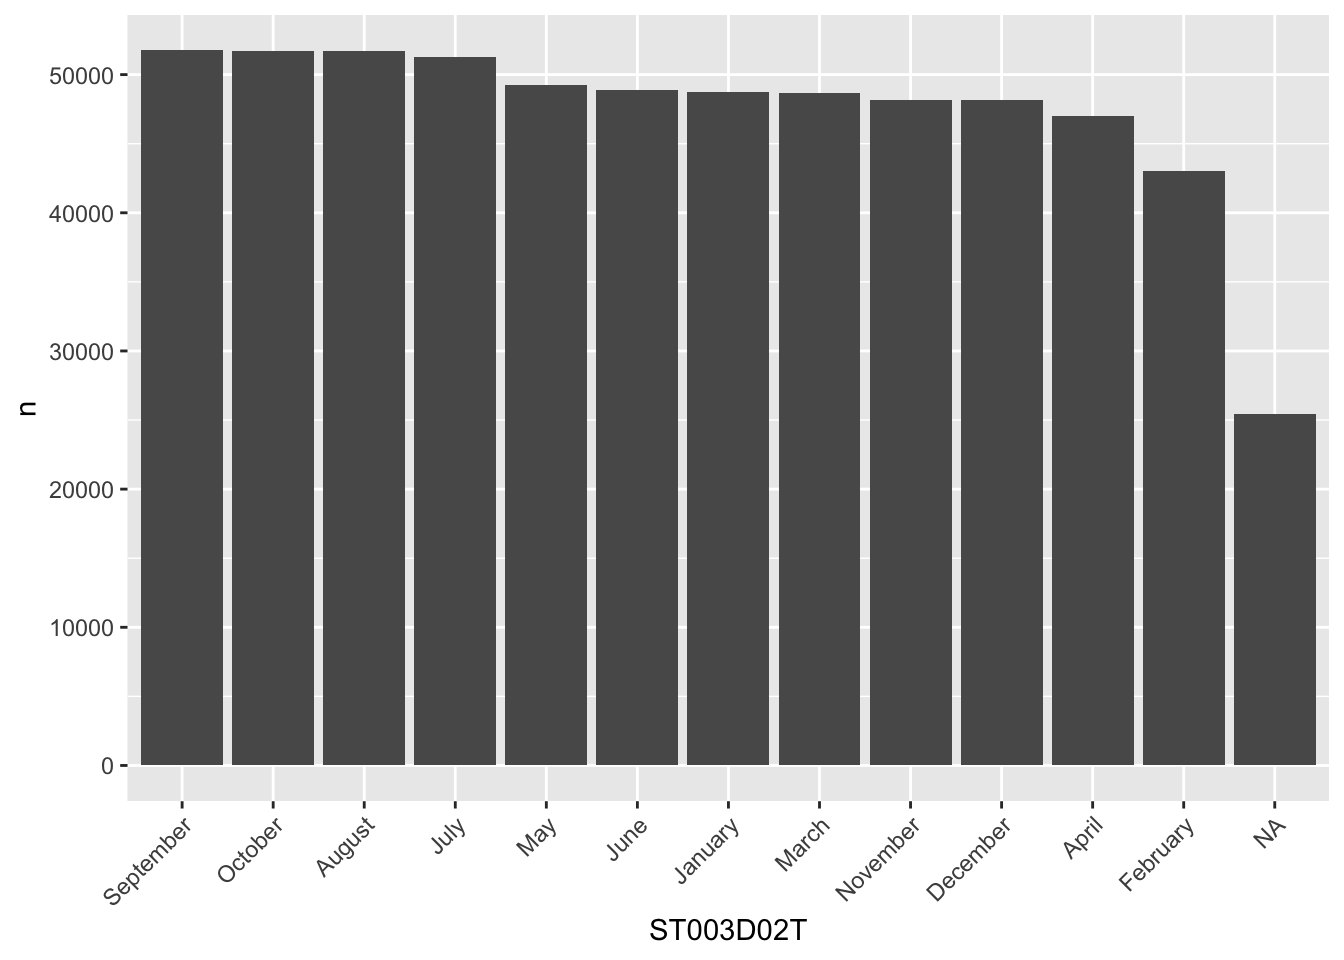 50000
40000
30000
20000
10000
0
n
September
October
August
July
May
June
January
March
November
December
April
February
NA
ST003D02T